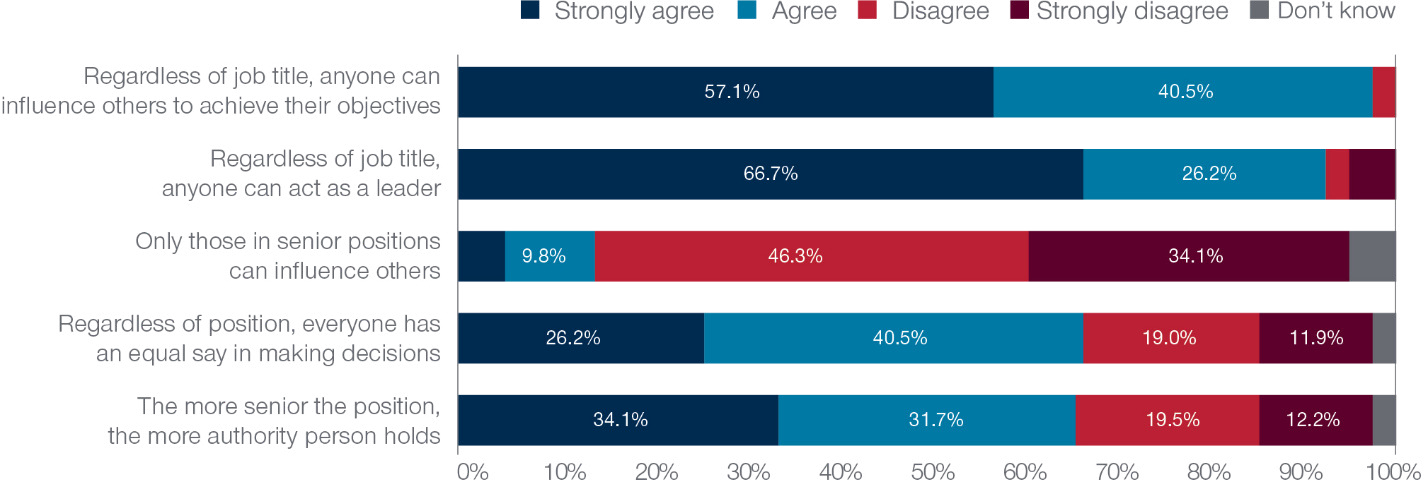 Strongly agree Agree Disagree Strongly disagree Don't know
Regardless of job title, anyone can
influence others to achieve their objectives
57.1% 40.5%
Regardless of job title,
anyone can act as a leader
66.7% 26.2%
Only those in senior positions
can influence others
9.8% 46.3% 34.1%
Regardless of position, everyone has
an equal say in making decisions
26.2% 40.5% 19.0% 11.9%
The more senior the position,
the more authority person holds
34.1% 31.7% 19.5% 12.2%
0% 10% 20% 30% 40% 50% 60% 70% 80% 90% 100%